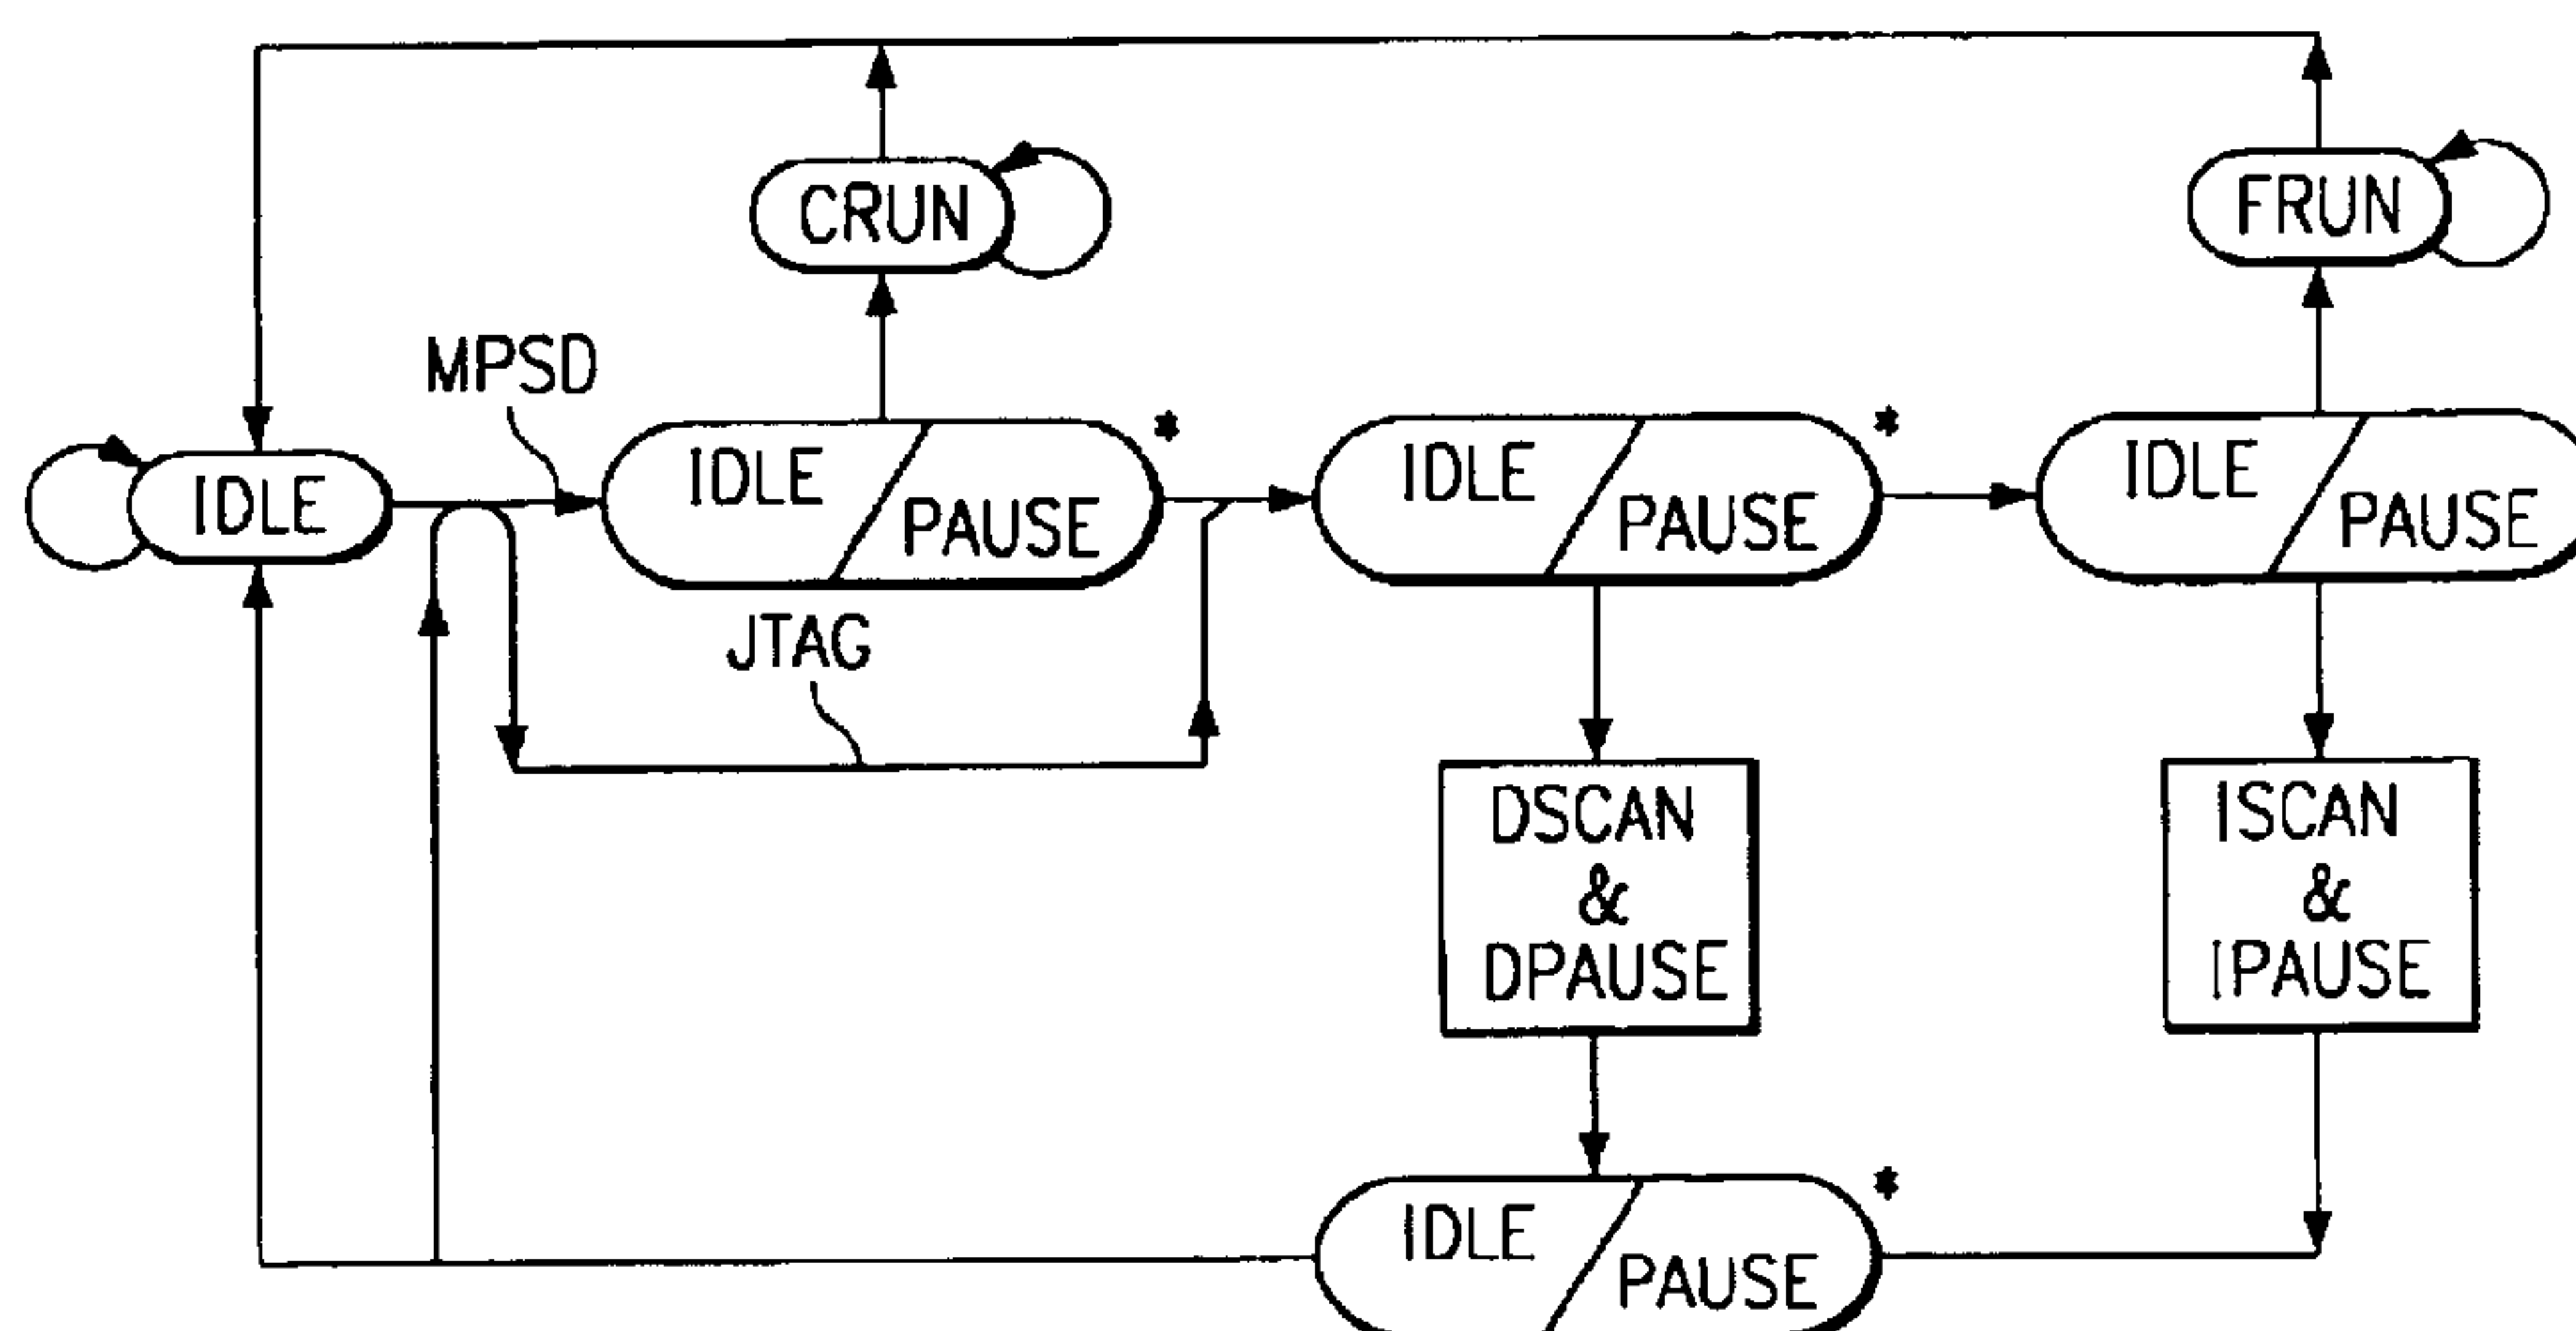 CRUN
FRUN
MPSD
IDLE
IDLE
PAUSE
*
IDLE
PAUSE
*
IDLE
PAUSE
JTAG
DSCAN
&
DPAUSE
ISCAN
&
IPAUSE
IDLE
PAUSE
*